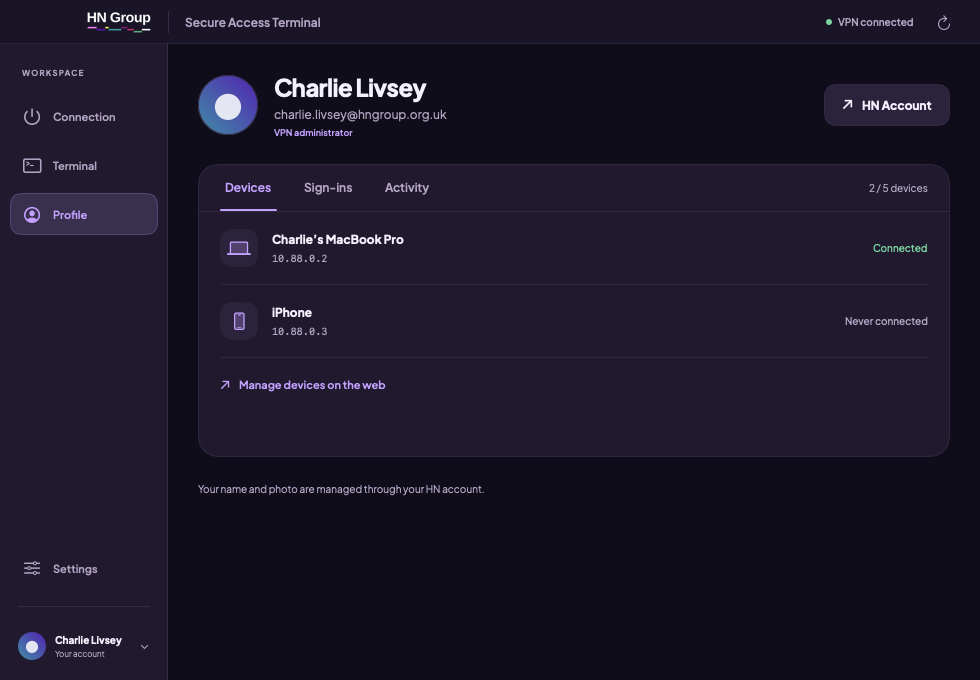 HN Group
Secure Access Terminal
VPN connected
WORKSPACE
Connection
Terminal
Profile
Settings
Charlie Livsey
Your account
Charlie Livsey
charlie.livsey@hngroup.org.uk
VPN administrator
HN Account
Devices
Sign-ins
Activity
2 / 5 devices
Charlie’s MacBook Pro
10.88.0.2
Connected
iPhone
10.88.0.3
Never connected
Manage devices on the web
Your name and photo are managed through your HN account.